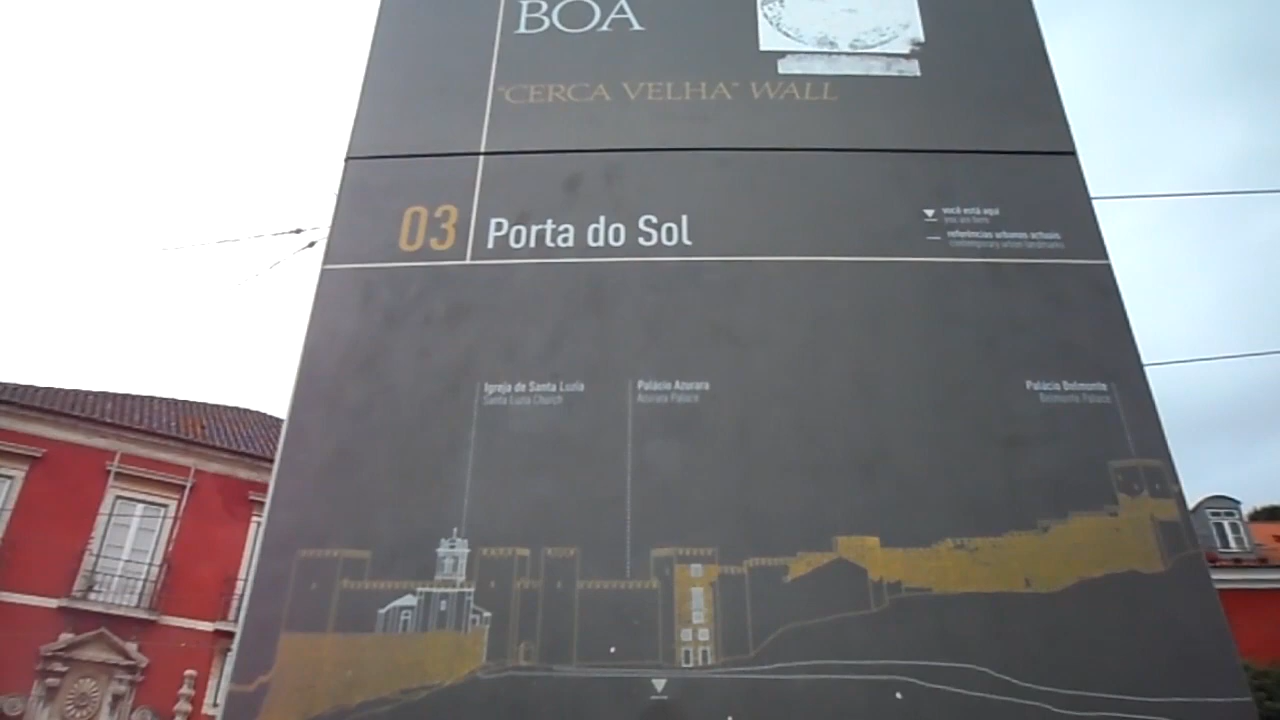 BOA
"CERCA VELHA" WALL
03 Porta do Sol
você está aqui
you are here
referências urbanas actuais
contemporary urban landmarks
Igreja de Santa Luzia
Santa Luzia Church
Palácio Azurara
Azurara Palace
Palácio Belmonte
Belmonte Palace